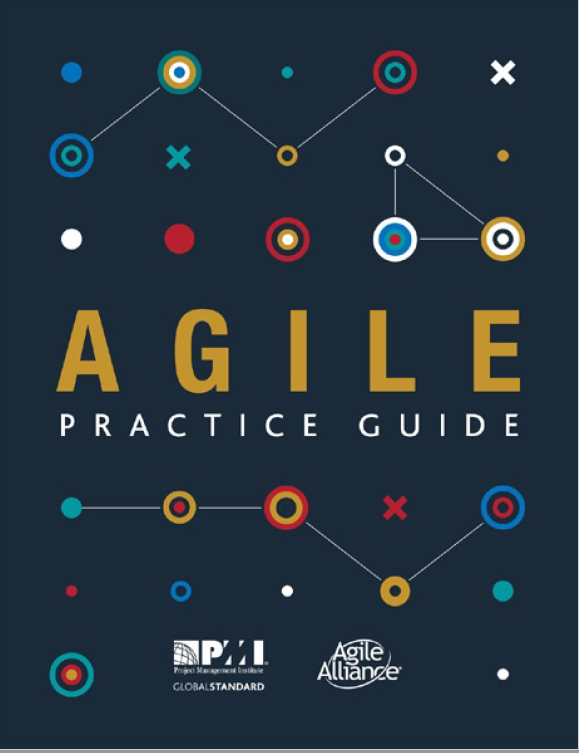 AGILE
PRACTICE GUIDE
PMI
Project Management Institute
GLOBALSTANDARD
Agile
Alliance